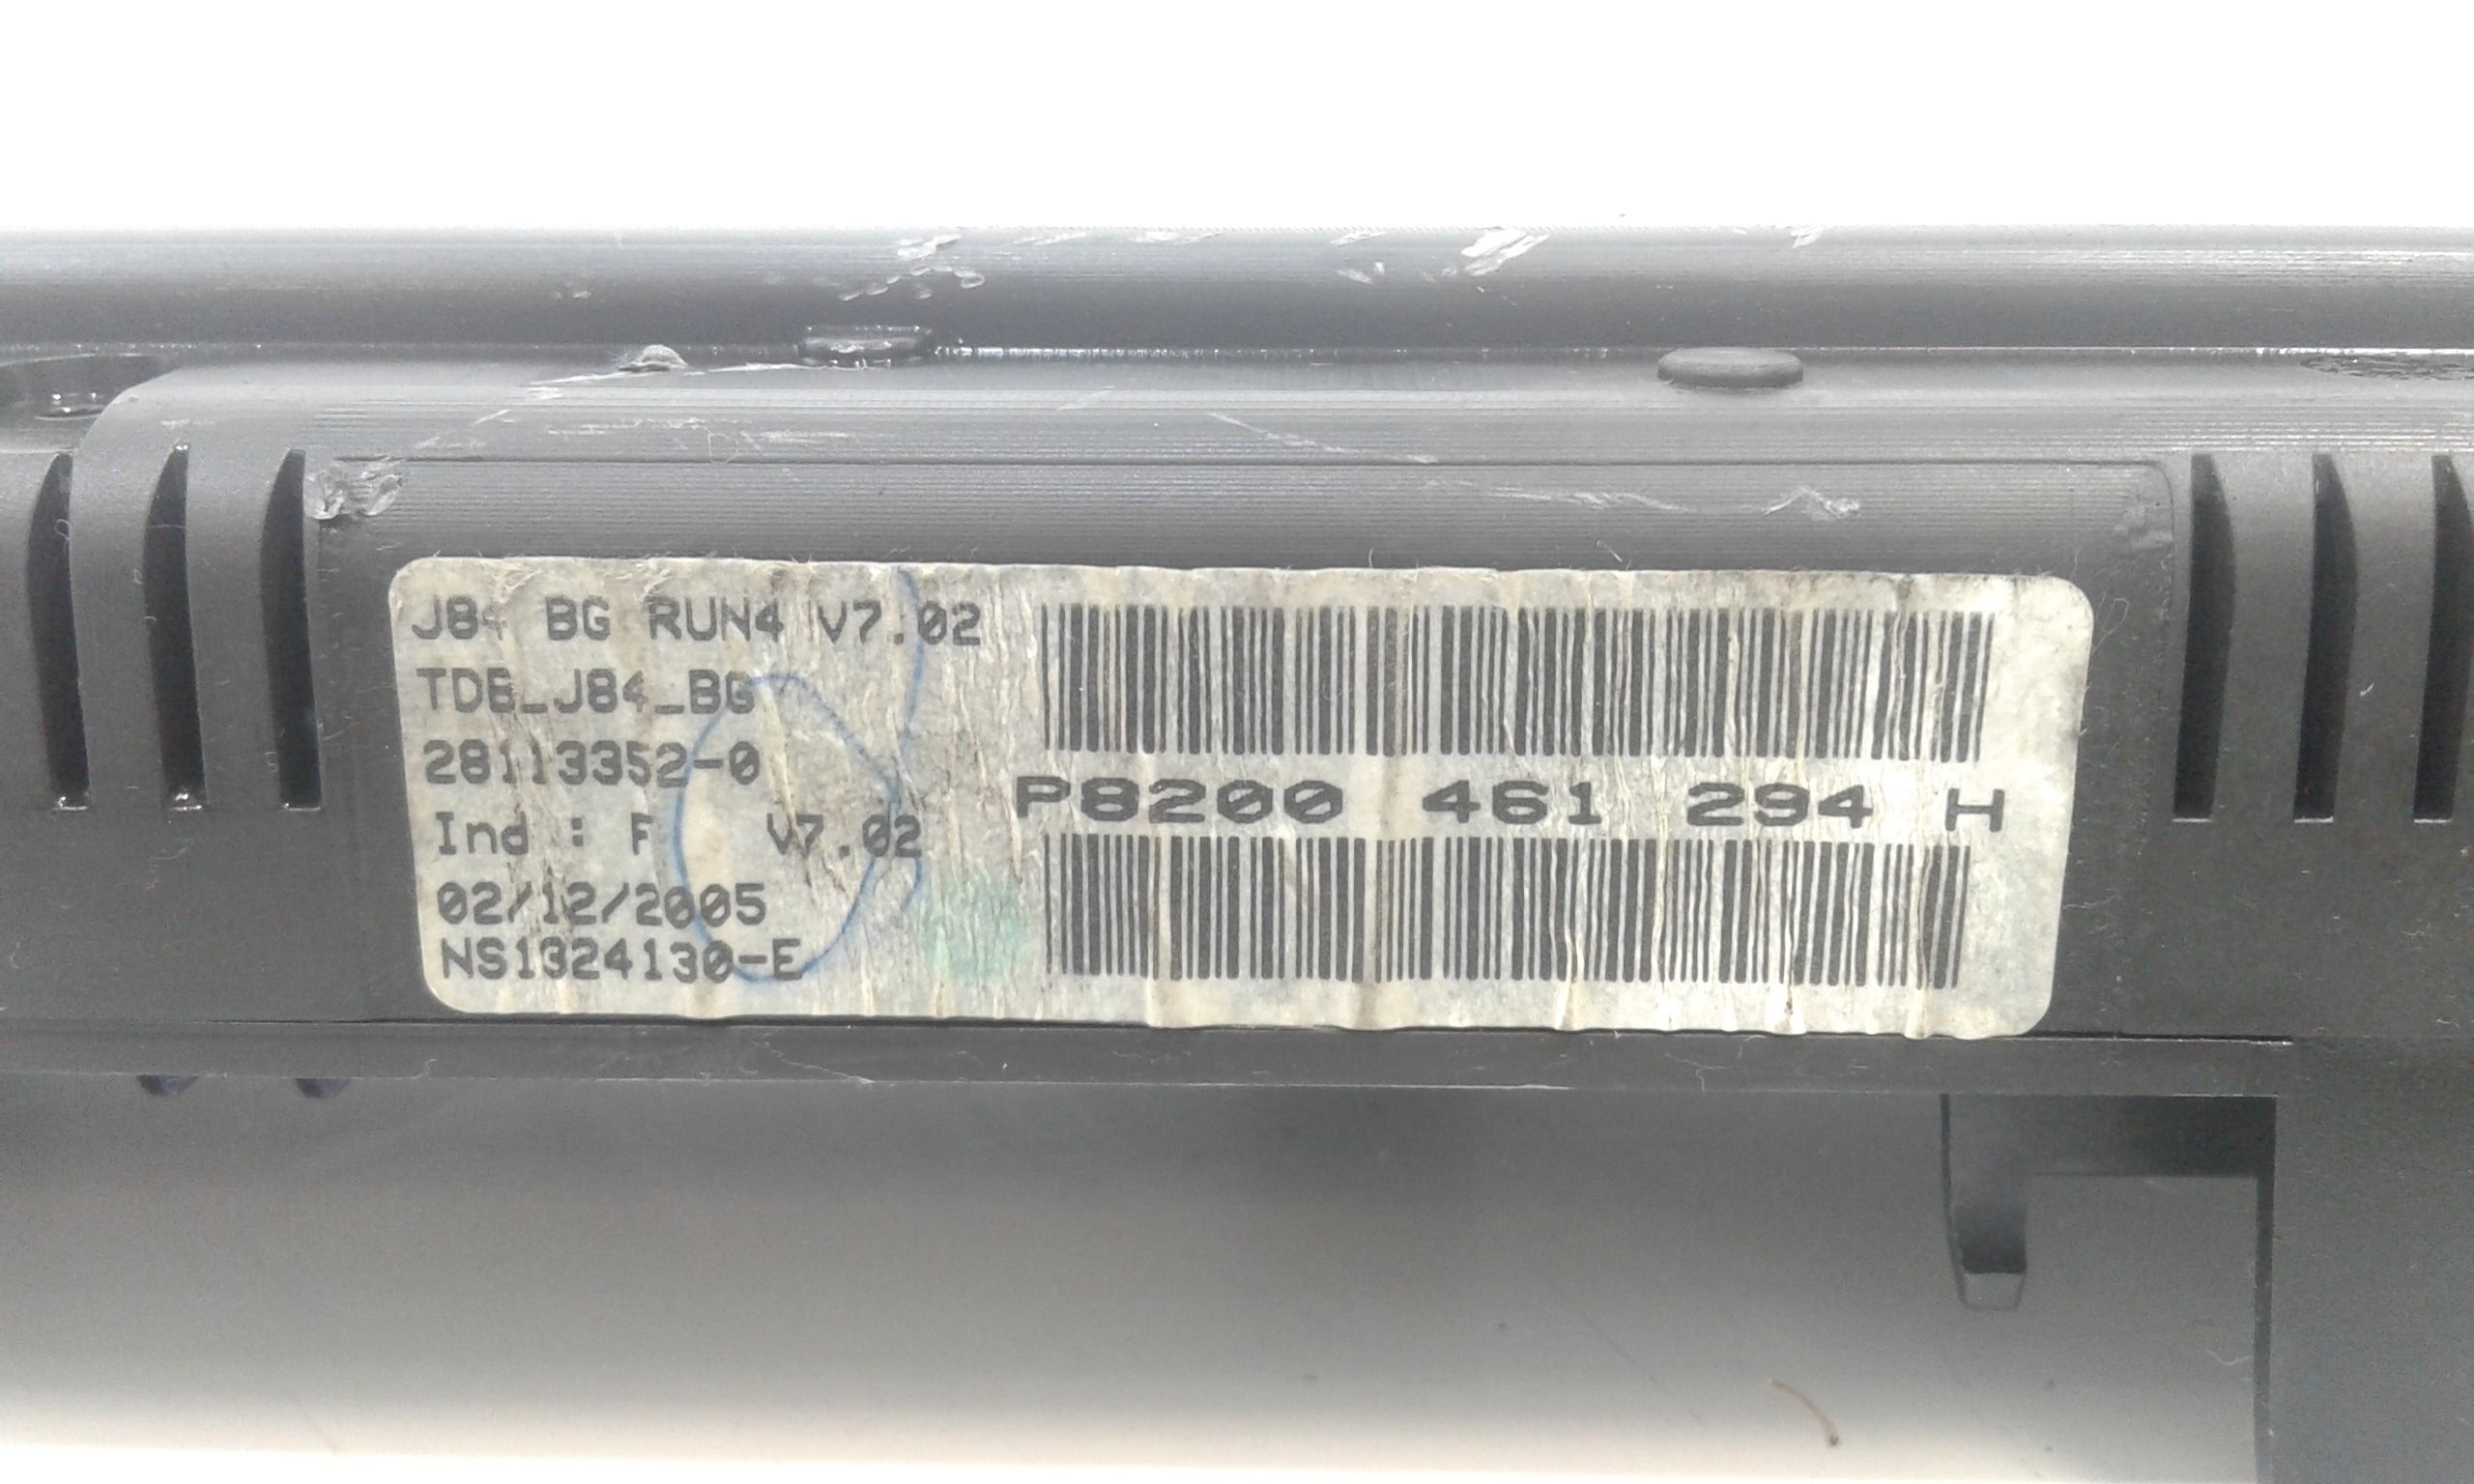 J84 BG RUN4 V7.02
TDB_J84_BG
28113352-0
Ind : F V7.02
02/12/2005
NS1324130-E
P8200 461 294 H